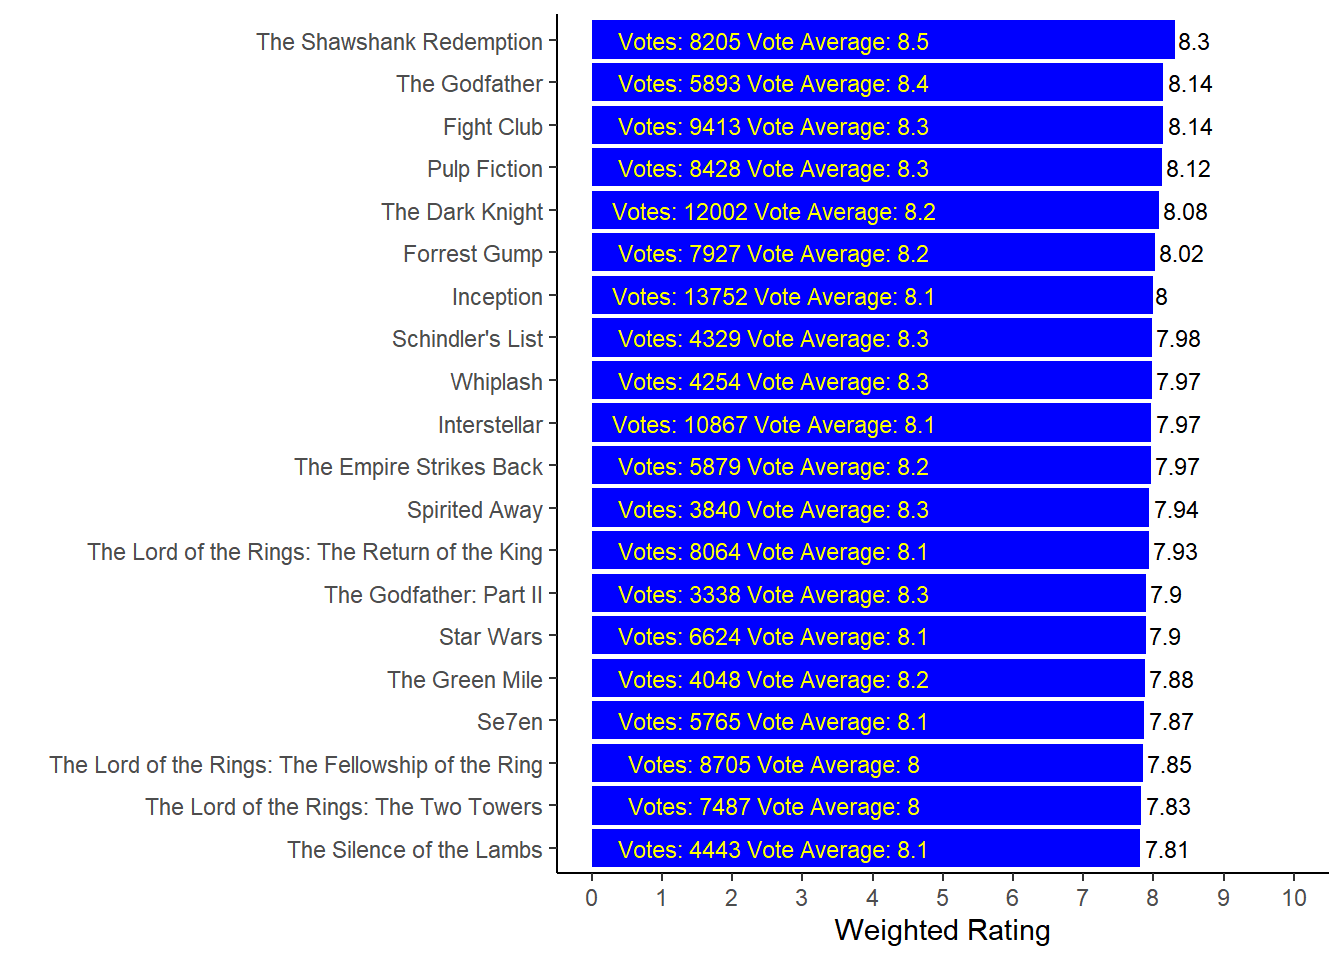 The Shawshank Redemption Votes: 8205 Vote Average: 8.5 8.3
The Godfather Votes: 5893 Vote Average: 8.4 8.14
Fight Club Votes: 9413 Vote Average: 8.3 8.14
Pulp Fiction Votes: 8428 Vote Average: 8.3 8.12
The Dark Knight Votes: 12002 Vote Average: 8.2 8.08
Forrest Gump Votes: 7927 Vote Average: 8.2 8.02
Inception Votes: 13752 Vote Average: 8.1 8
Schindler's List Votes: 4329 Vote Average: 8.3 7.98
Whiplash Votes: 4254 Vote Average: 8.3 7.97
Interstellar Votes: 10867 Vote Average: 8.1 7.97
The Empire Strikes Back Votes: 5879 Vote Average: 8.2 7.97
Spirited Away Votes: 3840 Vote Average: 8.3 7.94
The Lord of the Rings: The Return of the King Votes: 8064 Vote Average: 8.1 7.93
The Godfather: Part II Votes: 3338 Vote Average: 8.3 7.9
Star Wars Votes: 6624 Vote Average: 8.1 7.9
The Green Mile Votes: 4048 Vote Average: 8.2 7.88
Se7en Votes: 5765 Vote Average: 8.1 7.87
The Lord of the Rings: The Fellowship of the Ring Votes: 8705 Vote Average: 8 7.85
The Lord of the Rings: The Two Towers Votes: 7487 Vote Average: 8 7.83
The Silence of the Lambs Votes: 4443 Vote Average: 8.1 7.81
0 1 2 3 4 5 6 7 8 9 10
Weighted Rating